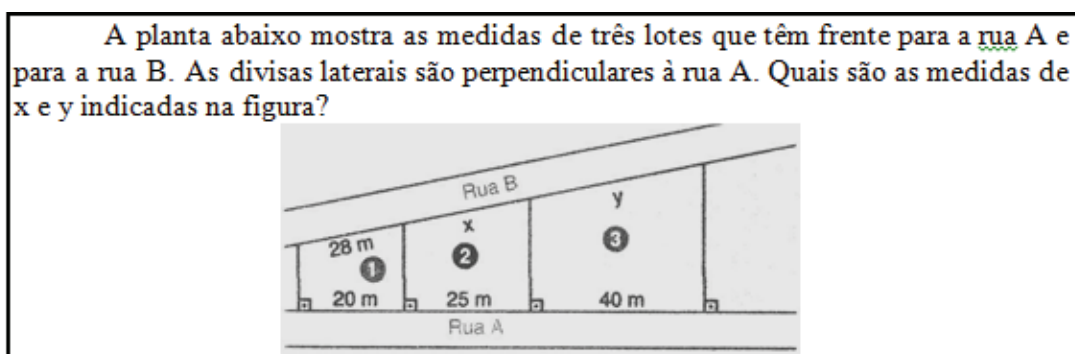 A planta abaixo mostra as medidas de três lotes que têm frente para a rua A e
para a rua B. As divisas laterais são perpendiculares à rua A. Quais são as medidas de
x e y indicadas na figura?
Rua B
y
x
28 m
1
2
3
20 m
25 m
40 m
Rua A